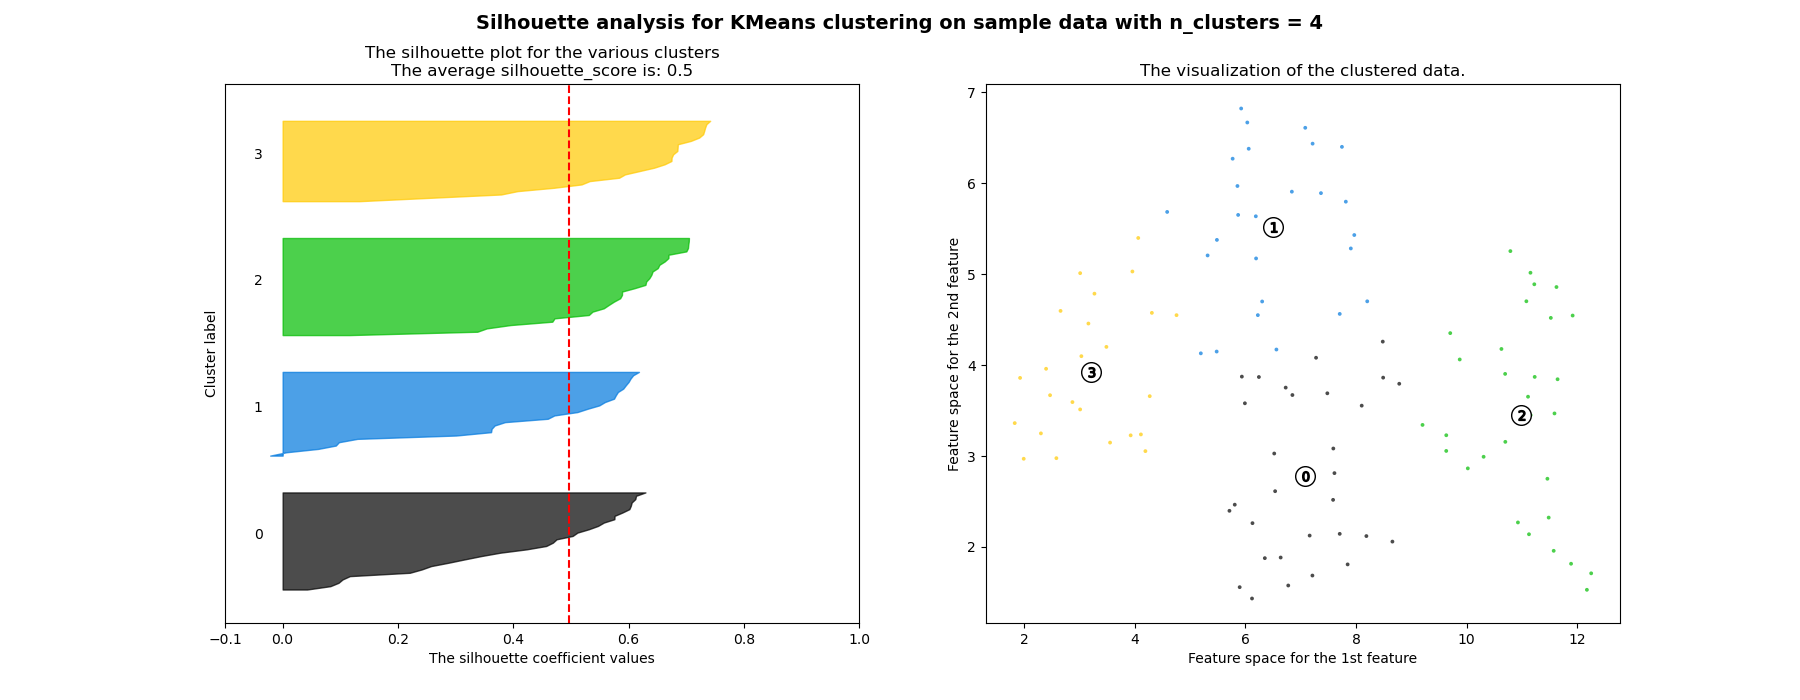 Silhouette analysis for KMeans clustering on sample data with n_clusters = 4
The silhouette plot for the various clusters
The average silhouette_score is: 0.5
3
2
1
0
Cluster label
−0.1 0.0 0.2 0.4 0.6 0.8 1.0
The silhouette coefficient values
The visualization of the clustered data.
7
6
5
4
3
2
Feature space for the 2nd feature
1
3
2
0
2 4 6 8 10 12
Feature space for the 1st feature